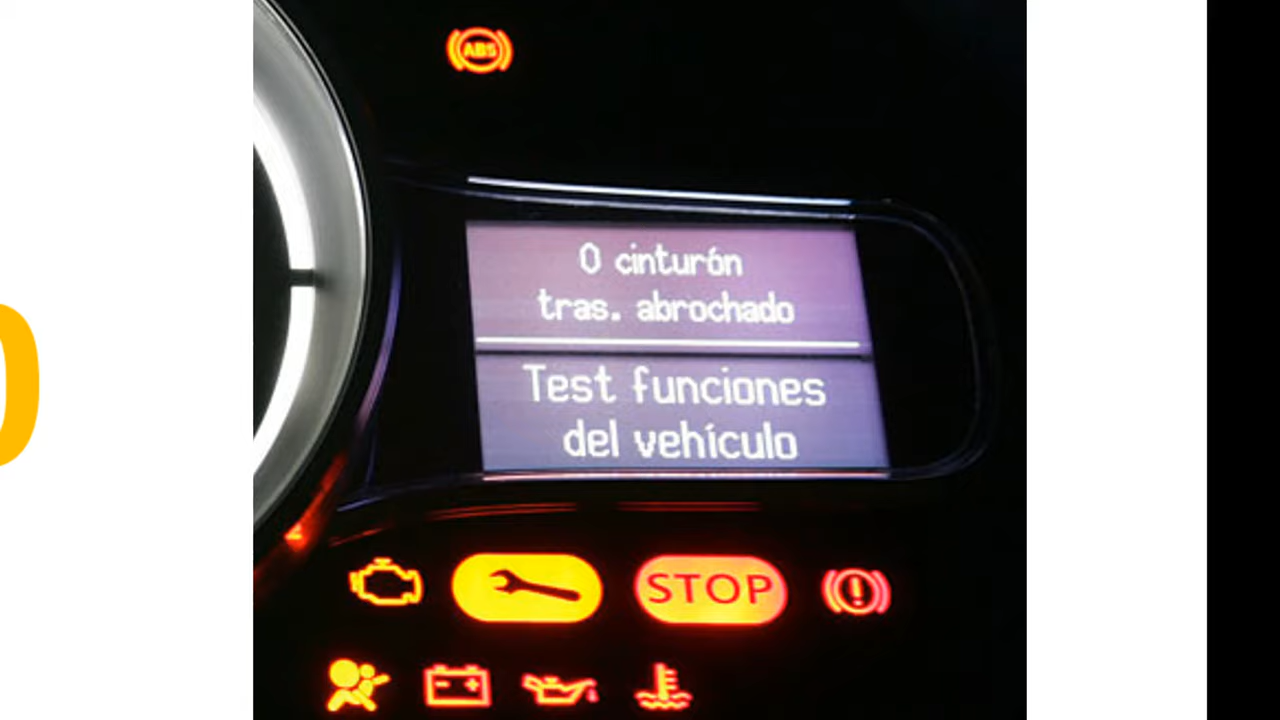 ABS
0 cinturón
tras. abrochado
Test funciones
del vehículo
STOP